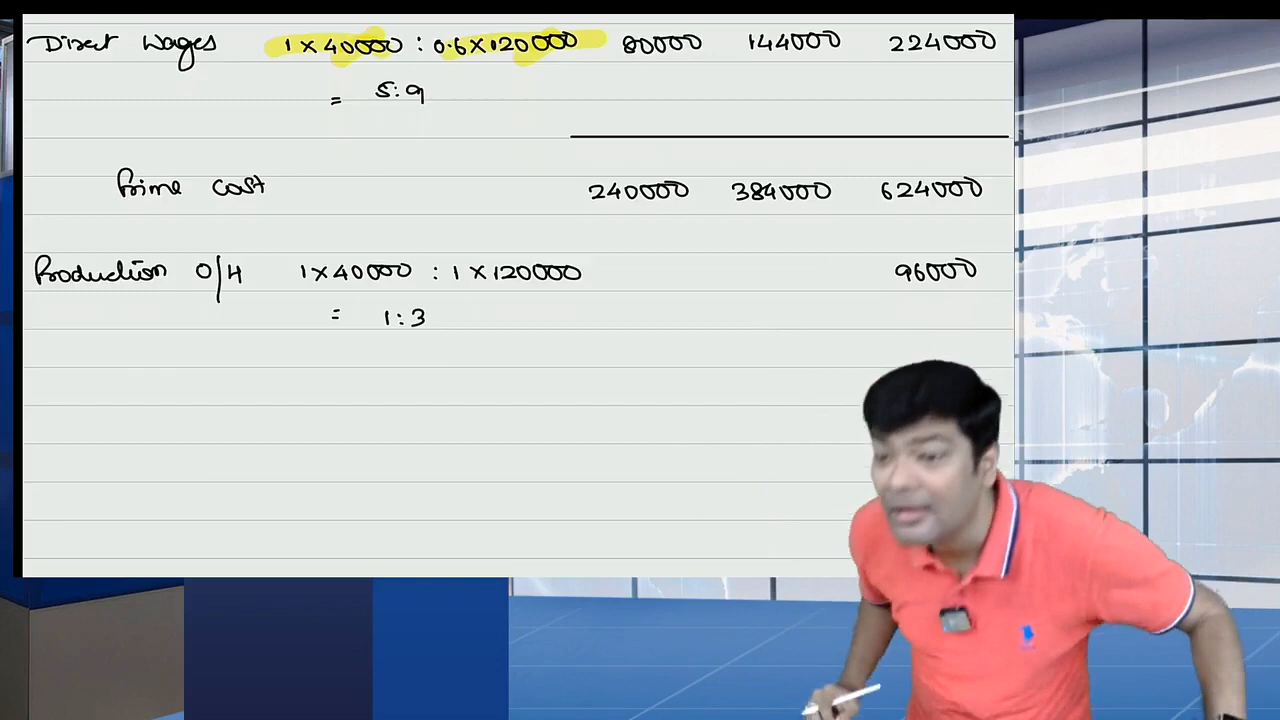 Direct Wages 1 x 40000 : 0.6 x 120000 80000 144000 224000
= 5:9
Prime cost 240000 384000 624000
Production O/H 1 x 40000 : 1 x 120000 96000
= 1:3